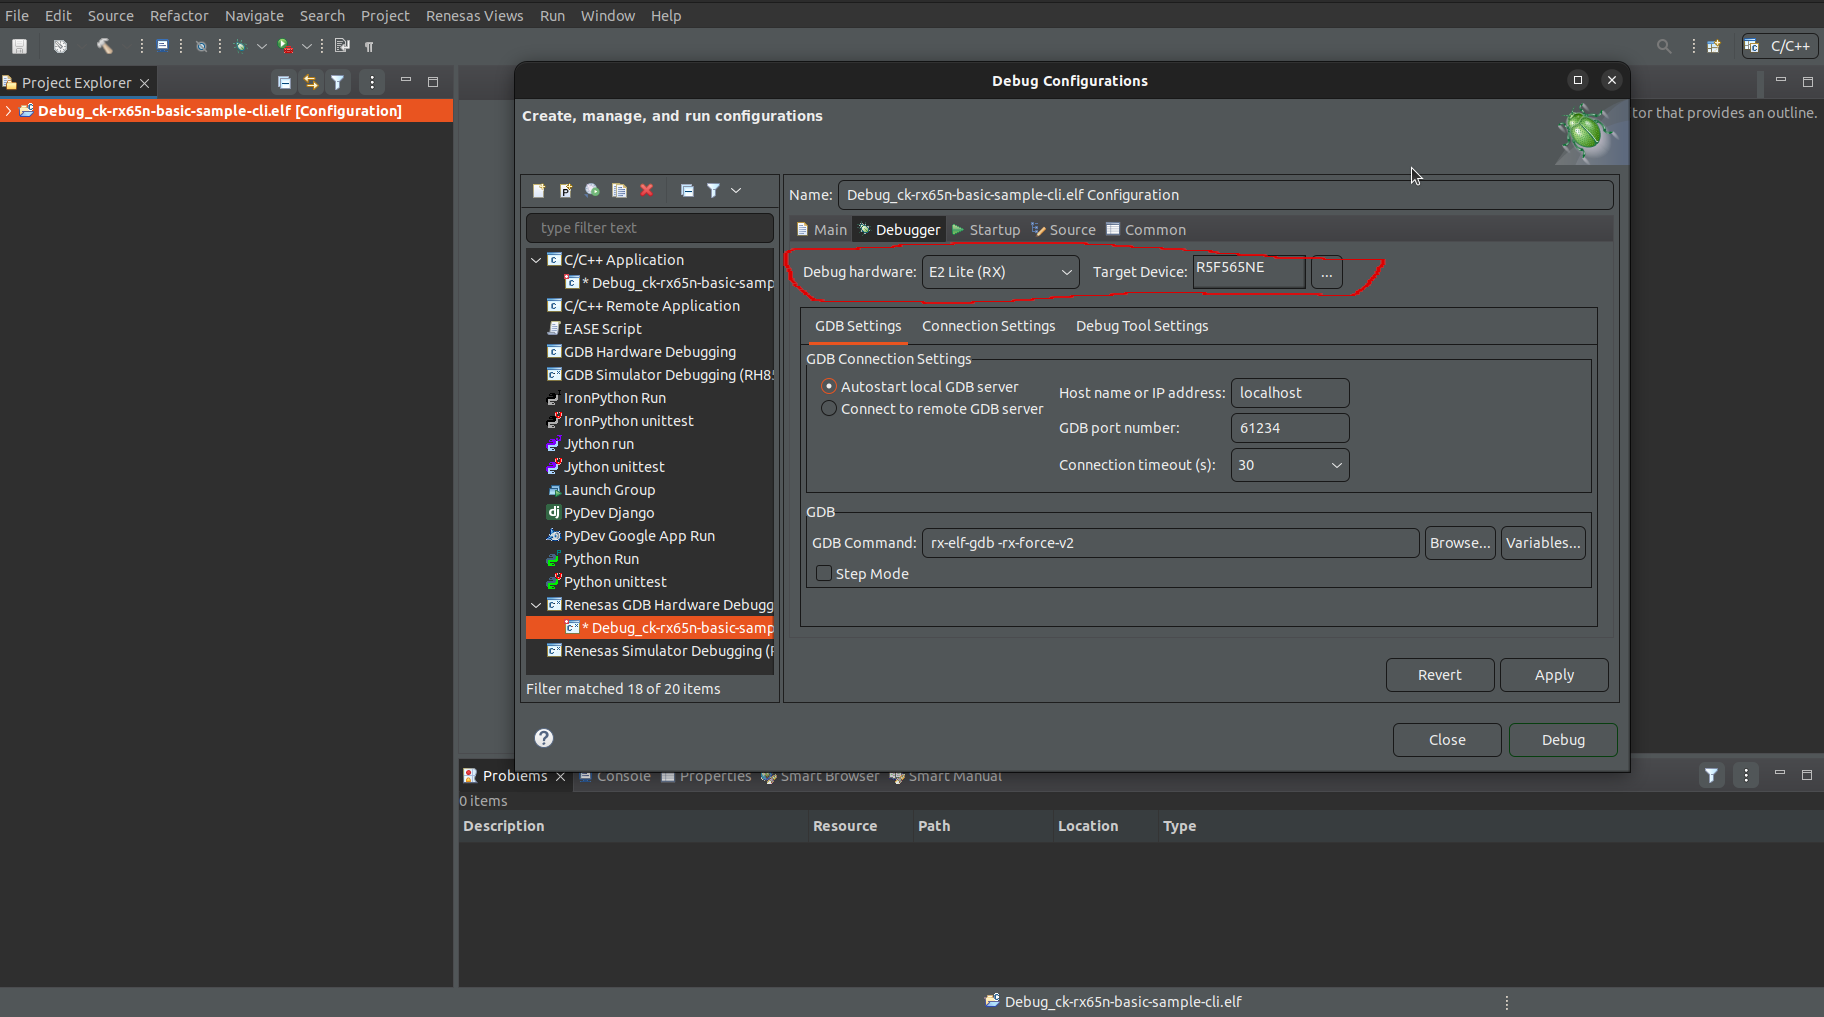 File Edit Source Refactor Navigate Search Project Renesas Views Run Window Help
C/C++
Project Explorer
Debug_ck-rx65n-basic-sample-cli.elf [Configuration]
tor that provides an outline.
Debug Configurations
Create, manage, and run configurations
type filter text
C/C++ Application
* Debug_ck-rx65n-basic-samp
C/C++ Remote Application
EASE Script
GDB Hardware Debugging
GDB Simulator Debugging (RH8
IronPython Run
IronPython unittest
Jython run
Jython unittest
Launch Group
PyDev Django
PyDev Google App Run
Python Run
Python unittest
Renesas GDB Hardware Debugg
* Debug_ck-rx65n-basic-samp
Renesas Simulator Debugging (
Filter matched 18 of 20 items
Name: Debug_ck-rx65n-basic-sample-cli.elf Configuration
Main Debugger Startup Source Common
Debug hardware: E2 Lite (RX) Target Device: R5F565NE ...
GDB Settings Connection Settings Debug Tool Settings
GDB Connection Settings
Autostart local GDB server
Connect to remote GDB server
Host name or IP address: localhost
GDB port number: 61234
Connection timeout (s): 30
GDB
GDB Command: rx-elf-gdb -rx-force-v2 Browse... Variables...
Step Mode
Revert Apply
Close Debug
Problems Console Properties Smart Browser Smart Manual
0 items
Description Resource Path Location Type
Debug_ck-rx65n-basic-sample-cli.elf